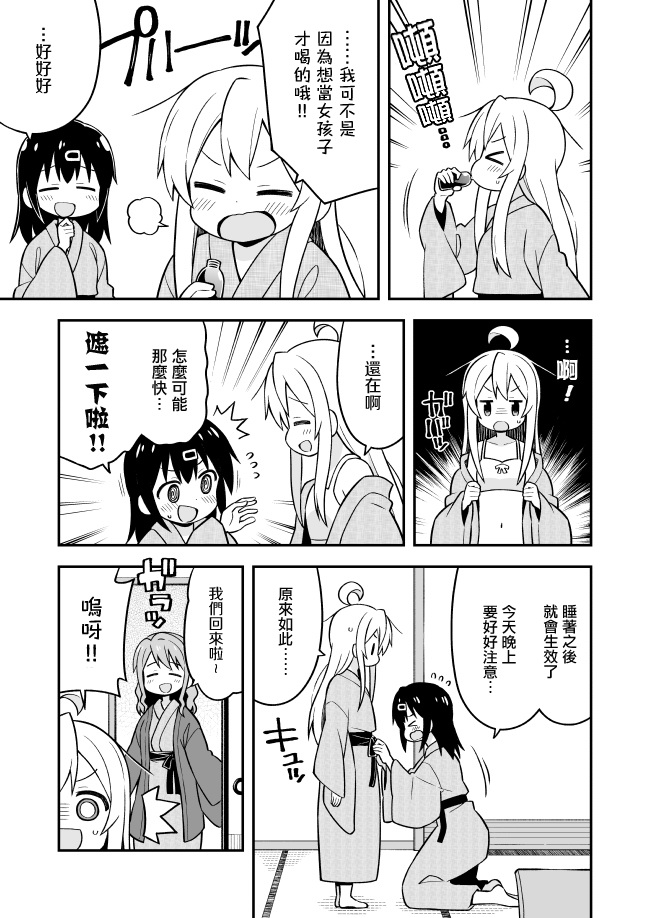 噸
噸
噸…
……我可不是
因為想當女孩子
才喝的哦!!
プハーッ
…好好好
…啊!
ガバッ
…還在啊
怎麼可能
那麼快…
遮一下啦!!
睡著之後
就會生效了
今天晚上
要好好注意…
原來如此……
キュッ
我們回來啦~
ガラッ
嗚呀!!